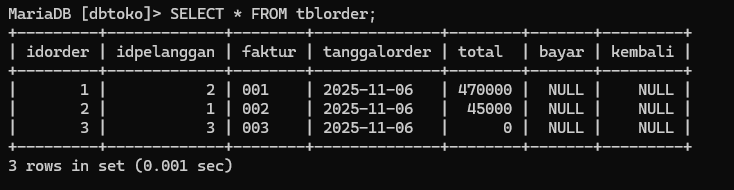 MariaDB [dbtoko]> SELECT * FROM tblorder;
+---------+-------------+--------+--------------+--------+-------+---------+
| idorder | idpelanggan | faktur | tanggalorder | total  | bayar | kembali |
+---------+-------------+--------+--------------+--------+-------+---------+
|       1 |           2 | 001    | 2025-11-06   | 470000 |  NULL |    NULL |
|       2 |           1 | 002    | 2025-11-06   |  45000 |  NULL |    NULL |
|       3 |           3 | 003    | 2025-11-06   |      0 |  NULL |    NULL |
+---------+-------------+--------+--------------+--------+-------+---------+
3 rows in set (0.001 sec)